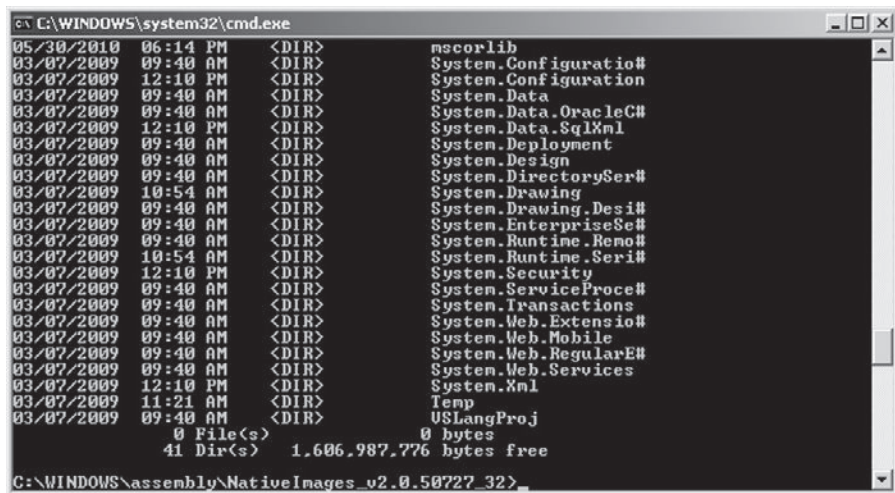 C:\WINDOWS\system32\cmd.exe
05/30/2010 06:14 PM <DIR> mscorlib
03/07/2009 09:40 AM <DIR> System.Configuratio#
03/07/2009 12:10 PM <DIR> System.Configuration
03/07/2009 09:40 AM <DIR> System.Data
03/07/2009 09:40 AM <DIR> System.Data.OracleC#
03/07/2009 12:10 PM <DIR> System.Data.SqlXml
03/07/2009 09:40 AM <DIR> System.Deployment
03/07/2009 09:40 AM <DIR> System.Design
03/07/2009 09:40 AM <DIR> System.DirectorySer#
03/07/2009 10:54 AM <DIR> System.Drawing
03/07/2009 09:40 AM <DIR> System.Drawing.Desi#
03/07/2009 09:40 AM <DIR> System.EnterpriseSe#
03/07/2009 09:40 AM <DIR> System.Runtime.Remo#
03/07/2009 10:54 AM <DIR> System.Runtime.Seri#
03/07/2009 12:10 PM <DIR> System.Security
03/07/2009 09:40 AM <DIR> System.ServiceProce#
03/07/2009 09:40 AM <DIR> System.Transactions
03/07/2009 09:40 AM <DIR> System.Web.Extensio#
03/07/2009 09:40 AM <DIR> System.Web.Mobile
03/07/2009 09:40 AM <DIR> System.Web.RegularE#
03/07/2009 09:40 AM <DIR> System.Web.Services
03/07/2009 12:10 PM <DIR> System.Xml
03/07/2009 11:21 AM <DIR> Temp
03/07/2009 09:40 AM <DIR> VSLangProj
0 File(s) 0 bytes
41 Dir(s) 1,606,987,776 bytes free
C:\WINDOWS\assembly\NativeImages_v2.0.50727_32>_